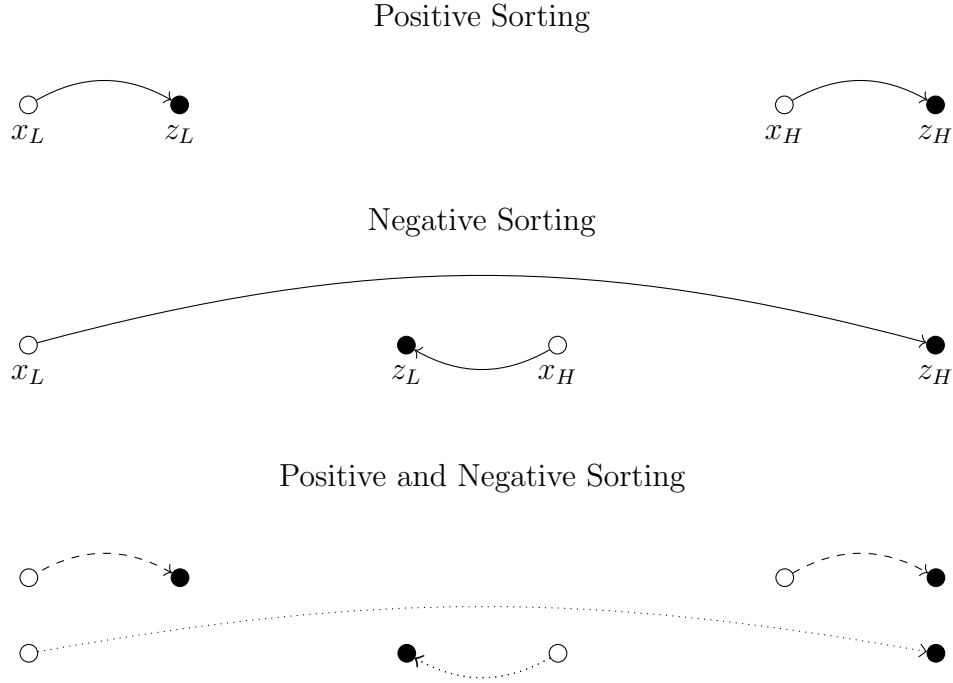 Positive Sorting
x_L z_L x_H z_H
Negative Sorting
x_L z_L x_H z_H
Positive and Negative Sorting